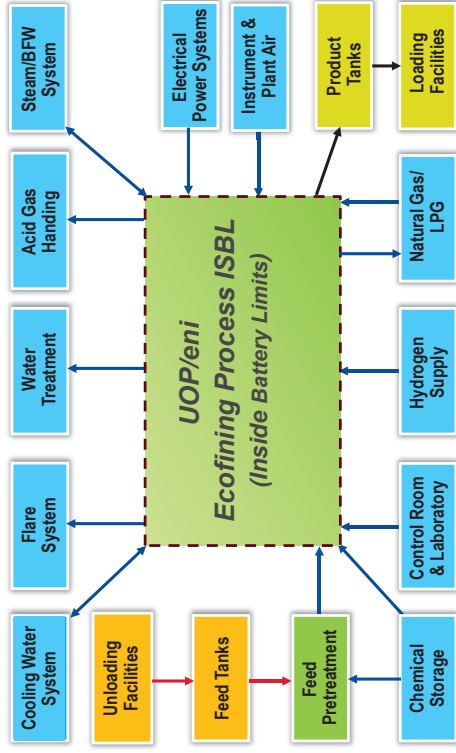 Cooling Water
System
Flare
System
Water
Treatment
Acid Gas
Handing
Steam/BFW
System
Unloading
Facilities
Feed Tanks
Feed
Pretreatment
UOP/eni
Ecofining Process ISBL
(Inside Battery Limits)
Electrical
Power Systems
Instrument &
Plant Air
Product
Tanks
Loading
Facilities
Chemical
Storage
Control Room
& Laboratory
Hydrogen
Supply
Natural Gas/
LPG